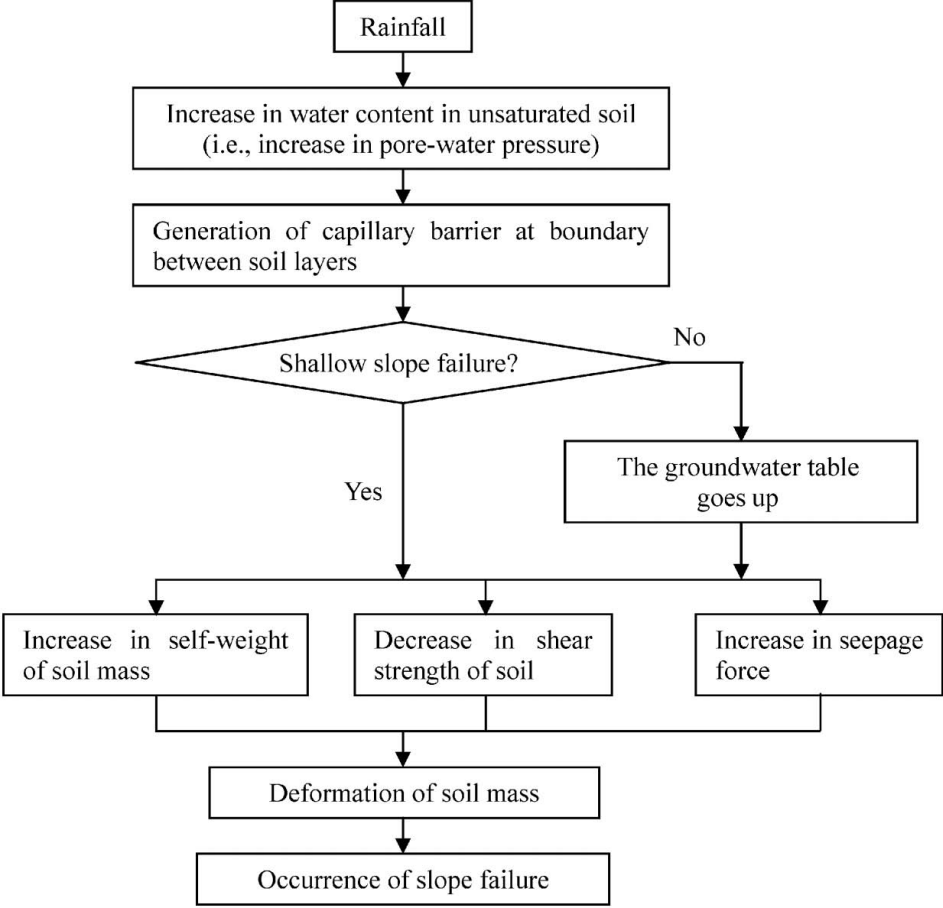 Rainfall
Increase in water content in unsaturated soil
(i.e., increase in pore-water pressure)
Generation of capillary barrier at boundary
between soil layers
Shallow slope failure?
No
The groundwater table
goes up
Yes
Increase in self-weight
of soil mass
Decrease in shear
strength of soil
Increase in seepage
force
Deformation of soil mass
Occurrence of slope failure